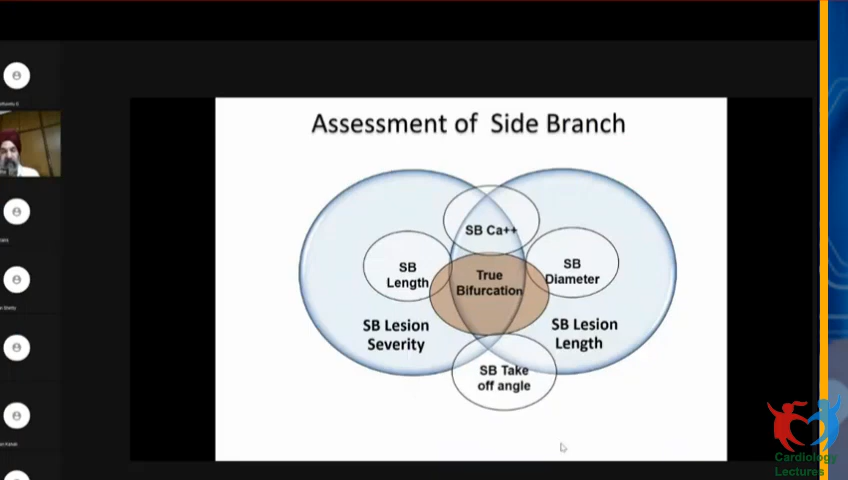 Assessment of Side Branch
SB Ca++
SB
Length
True
Bifurcation
SB
Diameter
SB Lesion
Severity
SB Lesion
Length
SB Take
off angle
Cardiology
Lectures